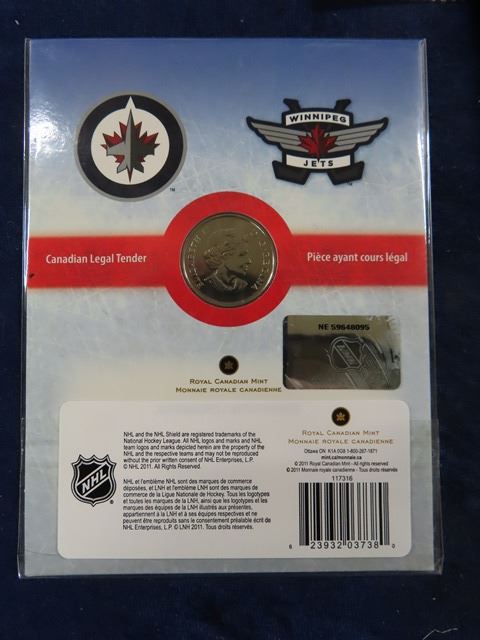 WINNIPEG
JETS
TM
TM
Canadian Legal Tender
Pièce ayant cours légal
ELIZABETH II D·G·REGINA
NE 59648095
ROYAL CANADIAN MINT
MONNAIE ROYALE CANADIENNE
NHL and the NHL Shield are registered trademarks of the
National Hockey League. All NHL logos and marks and NHL
team logos and marks depicted herein are the property of the
NHL and the respective teams and may not be reproduced
without the prior written consent of NHL Enterprises, L.P.
© NHL 2011. All Rights Reserved.
NHL
NHL et l'emblème NHL sont des marques de commerce
déposées, et LNH et l'emblème LNH sont des marques de
commerce de la Ligue Nationale de Hockey. Tous les logotypes
et toutes les marques de la LNH, ainsi que les logotypes et les
marques des équipes de la LNH illustrés aux présentes,
appartiennent à la LNH et à ses équipes respectives et ne
peuvent être reproduits sans le consentement préalable écrit de
NHL Enterprises, L.P. © LNH 2011. Tous droits réservés.
ROYAL CANADIAN MINT
MONNAIE ROYALE CANADIENNE
Ottawa ON K1A 0G8 1-800-267-1871
mint.ca/monnaie.ca
© 2011 Royal Canadian Mint - All rights reserved
© 2011 Monnaie royale canadienne - Tous droits réservés
117316
6 23932 03738 0